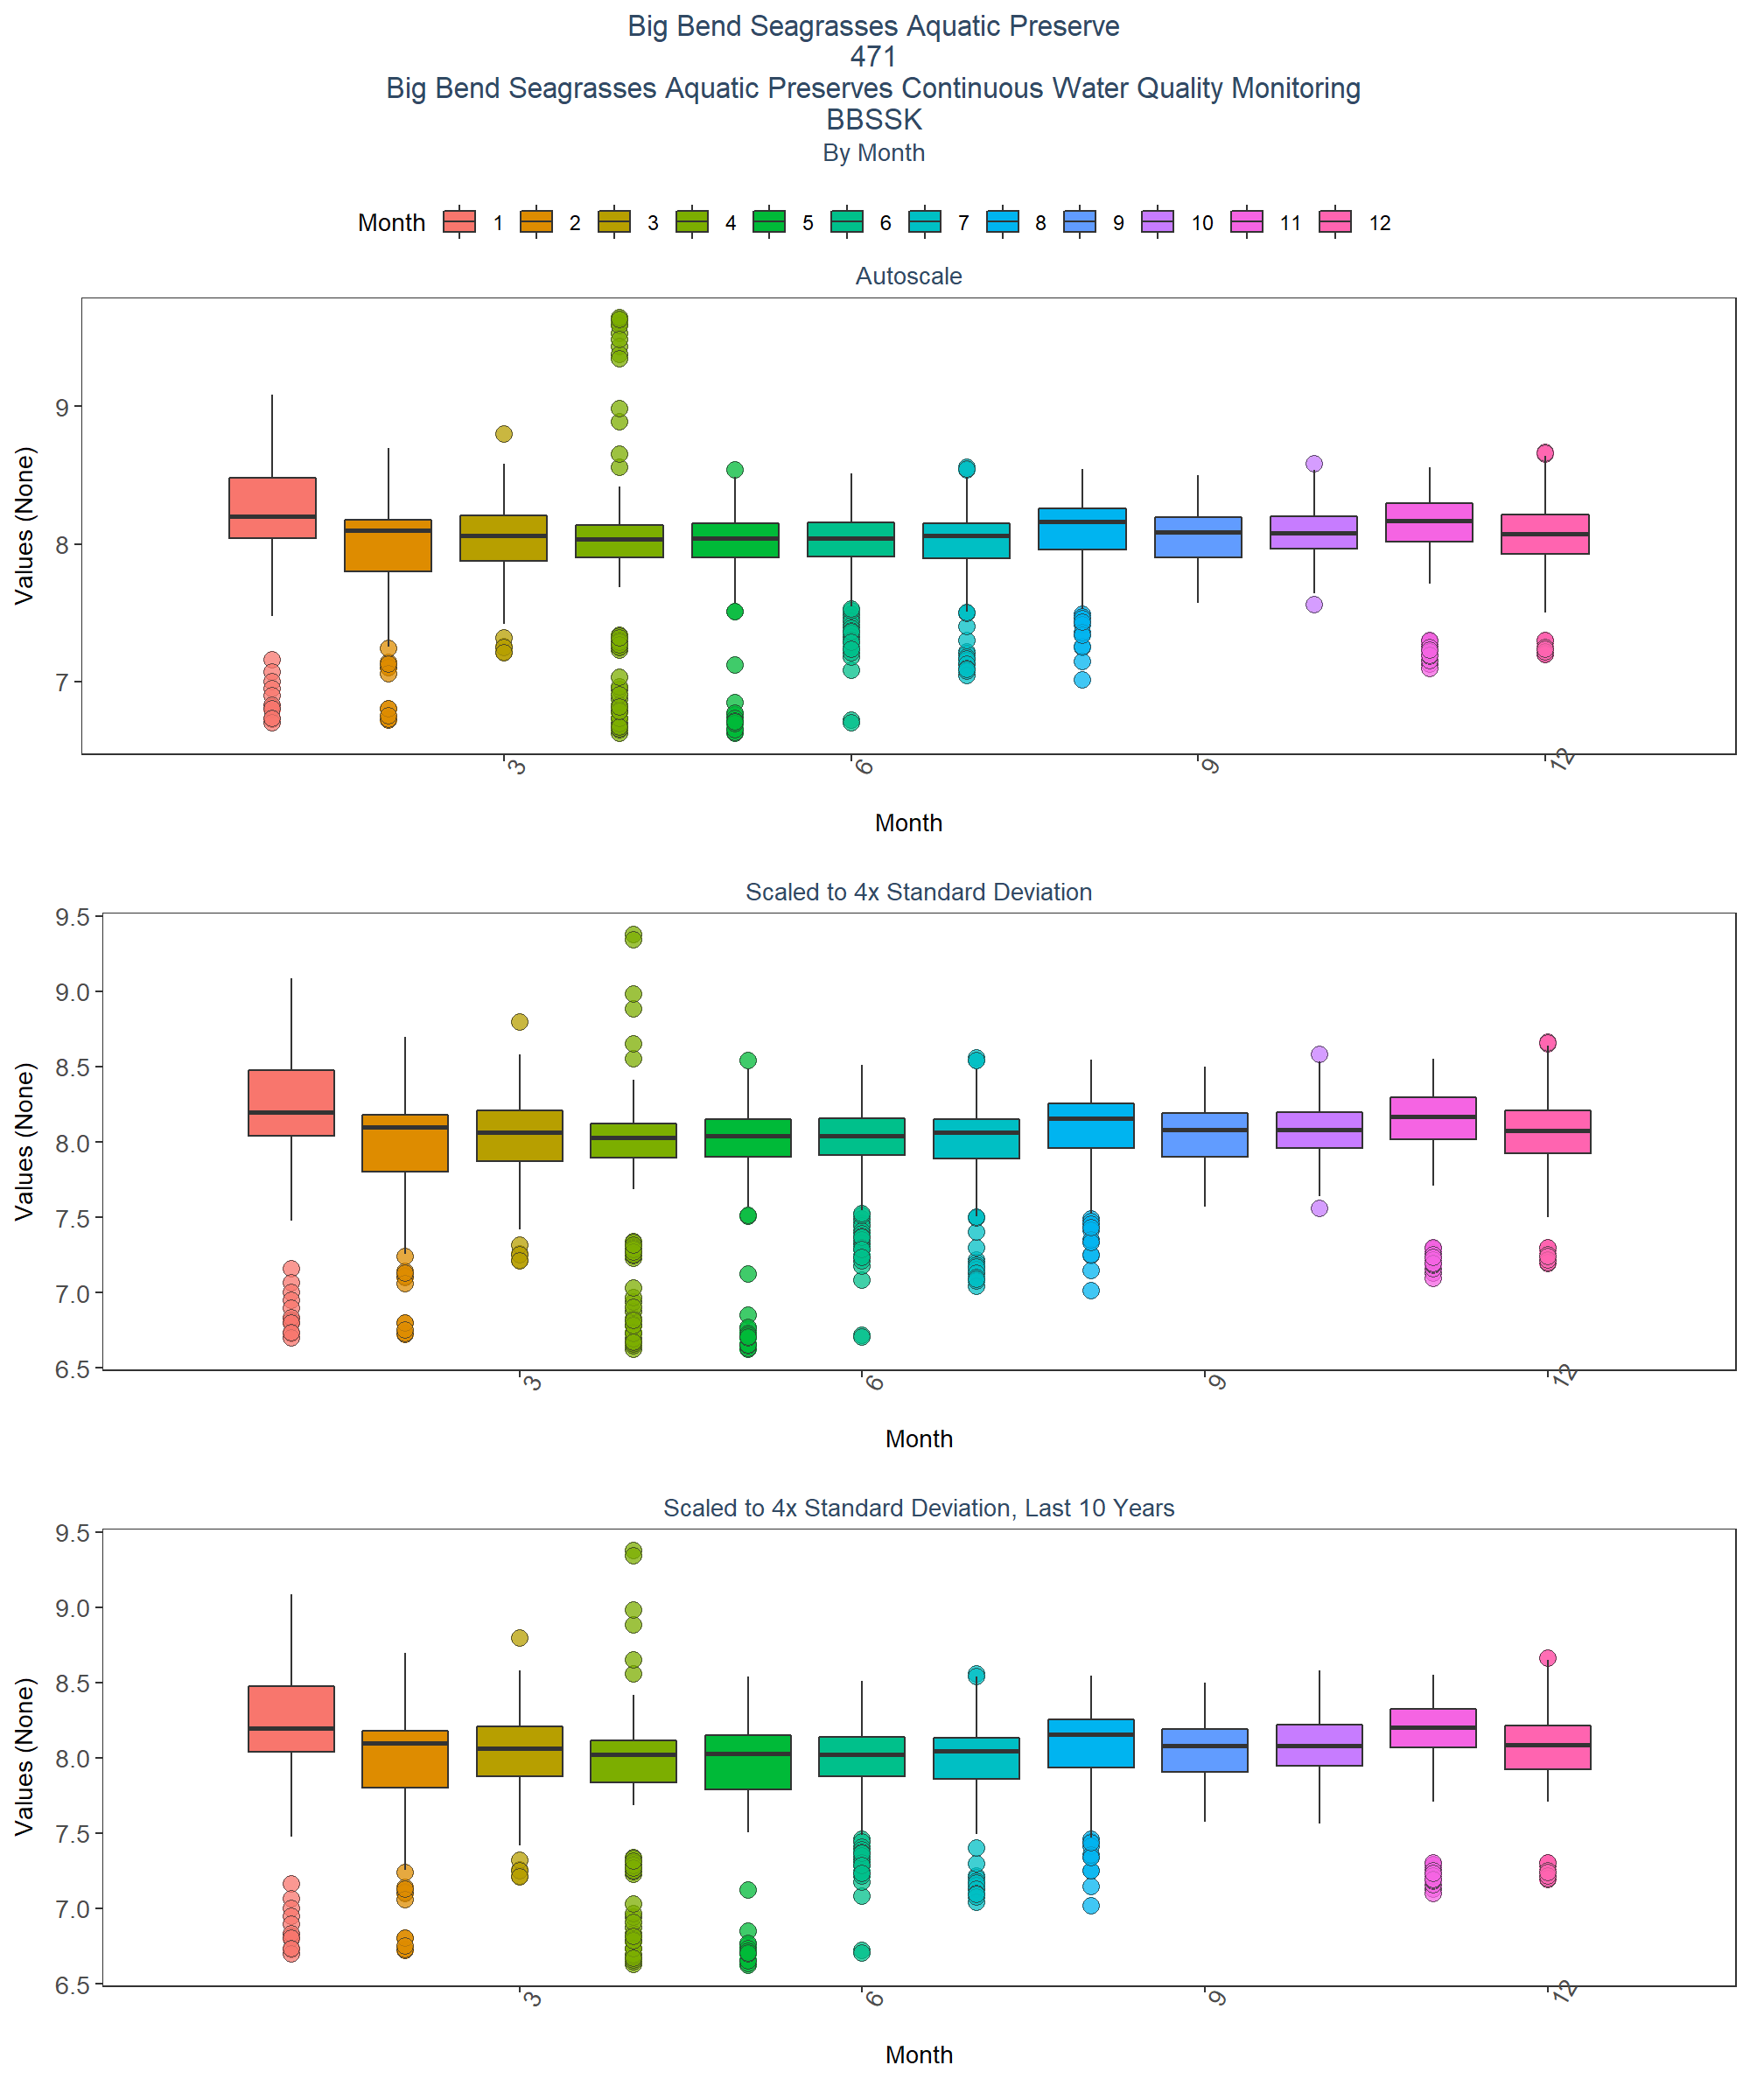 Big Bend Seagrasses Aquatic Preserve
471
Big Bend Seagrasses Aquatic Preserves Continuous Water Quality Monitoring
BBSSK
By Month
Month 1 2 3 4 5 6 7 8 9 10 11 12
Autoscale
Values (None)
9
8
7
3 6 9 12
Month
Scaled to 4x Standard Deviation
Values (None)
9.5
9.0
8.5
8.0
7.5
7.0
6.5
3 6 9 12
Month
Scaled to 4x Standard Deviation, Last 10 Years
Values (None)
9.5
9.0
8.5
8.0
7.5
7.0
6.5
3 6 9 12
Month